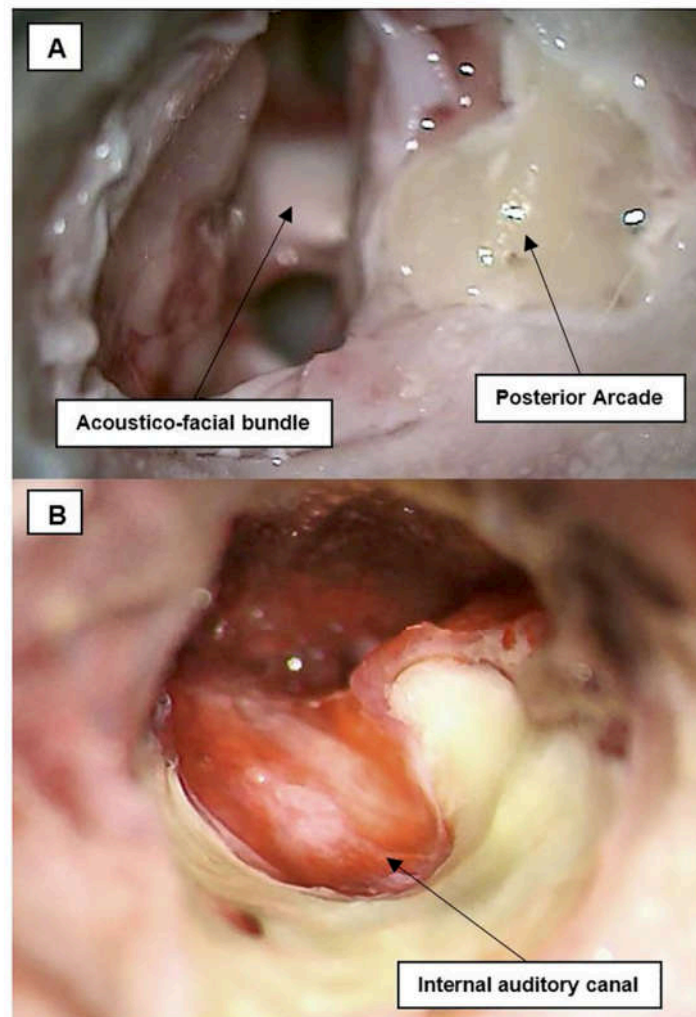 A
Acoustico-facial bundle
Posterior Arcade
B
Internal auditory canal